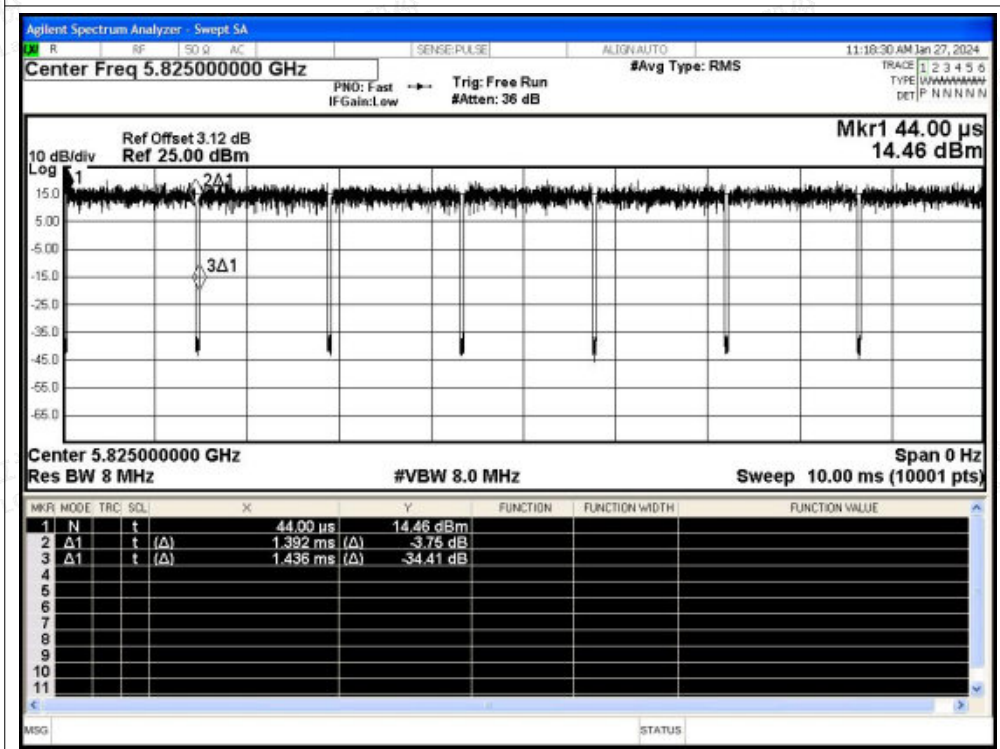 Agilent Spectrum Analyzer - Swept SA
R RF 50 Ω AC SENSE:PULSE ALIGN AUTO 11:18:30 AM Jan 27, 2024
Center Freq 5.825000000 GHz #Avg Type: RMS TRACE 1 2 3 4 5 6
PNO: Fast Trig: Free Run TYPE
IFGain:Low #Atten: 36 dB DET P N N N N N
Mkr1 44.00 µs
Ref Offset 3.12 dB
10 dB/div Ref 25.00 dBm 14.46 dBm
Log
1 2Δ1
15.0
5.00
-5.00
3Δ1
-15.0
-25.0
-35.0
-45.0
-55.0
-65.0
Center 5.825000000 GHz Span 0 Hz
Res BW 8 MHz #VBW 8.0 MHz Sweep 10.00 ms (10001 pts)
MKR MODE TRC SCL X Y FUNCTION FUNCTION WIDTH FUNCTION VALUE
1 N t 44.00 µs 14.46 dBm
2 Δ1 t (Δ) 1.392 ms (Δ) -3.75 dB
3 Δ1 t (Δ) 1.436 ms (Δ) -34.41 dB
4
5
6
7
8
9
10
11
MSG STATUS